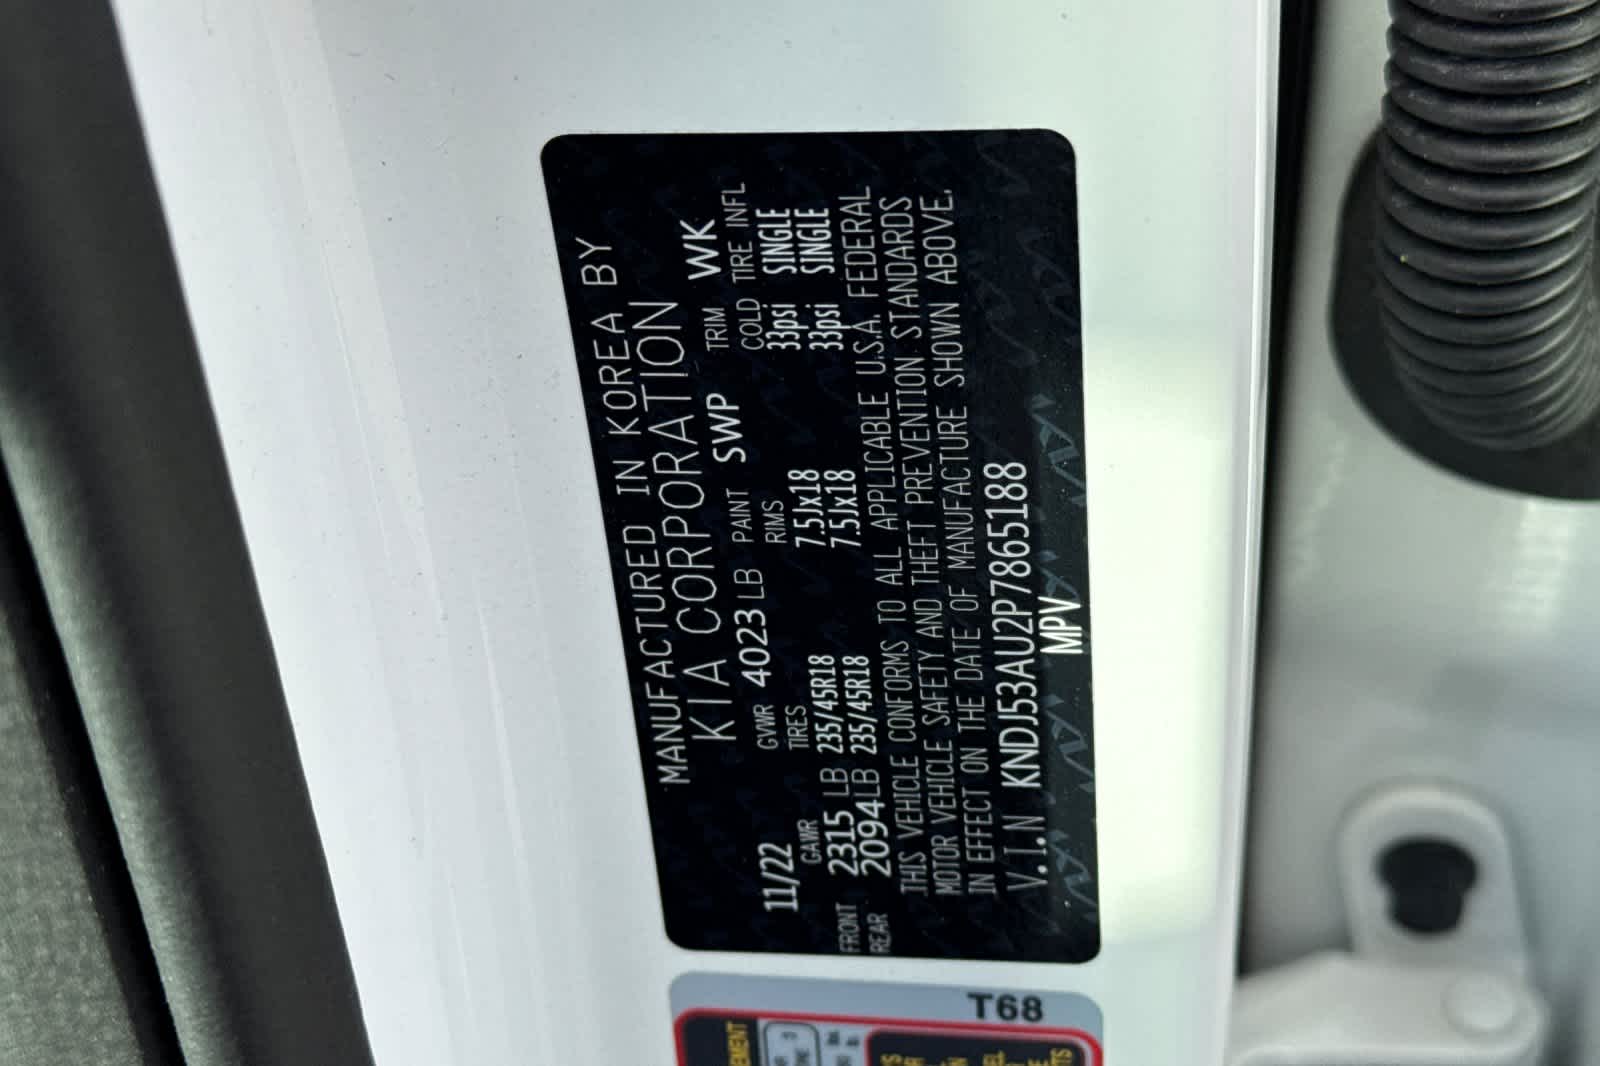 MANUFACTURED IN KOREA BY
KIA CORPORATION
11/22 GVWR 4023 LB PAINT SWP TRIM WK
GAWR TIRES RIMS COLD TIRE INFL
FRONT 2315 LB 235/45R18 7.5Jx18 33psi SINGLE
REAR 2094 LB 235/45R18 7.5Jx18 33psi SINGLE
THIS VEHICLE CONFORMS TO ALL APPLICABLE U.S.A. FEDERAL
MOTOR VEHICLE SAFETY AND THEFT PREVENTION STANDARDS
IN EFFECT ON THE DATE OF MANUFACTURE SHOWN ABOVE.
V.I.N KNDJ53AU2P7865188
MPV
T68